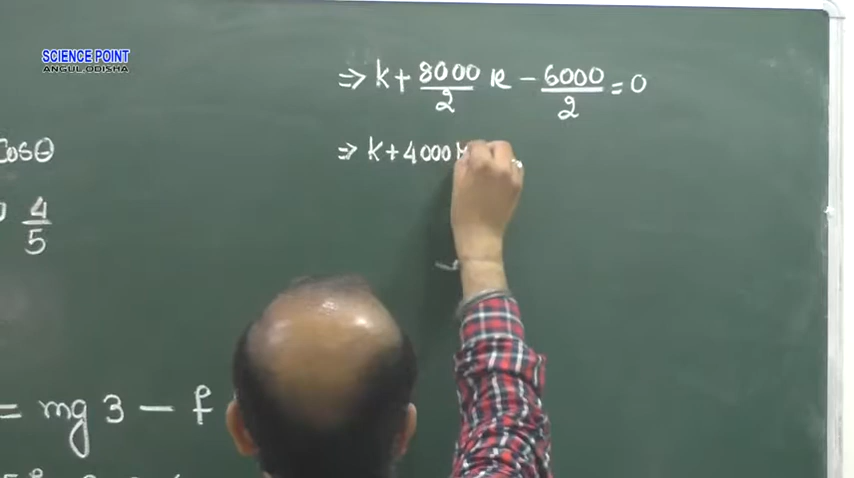 SCIENCE POINT
ANGUL,ODISHA
⇒ K + 8000/2 R − 6000/2 = 0
⇒ K + 4000
Cosθ
4/5
= mg 3 − f